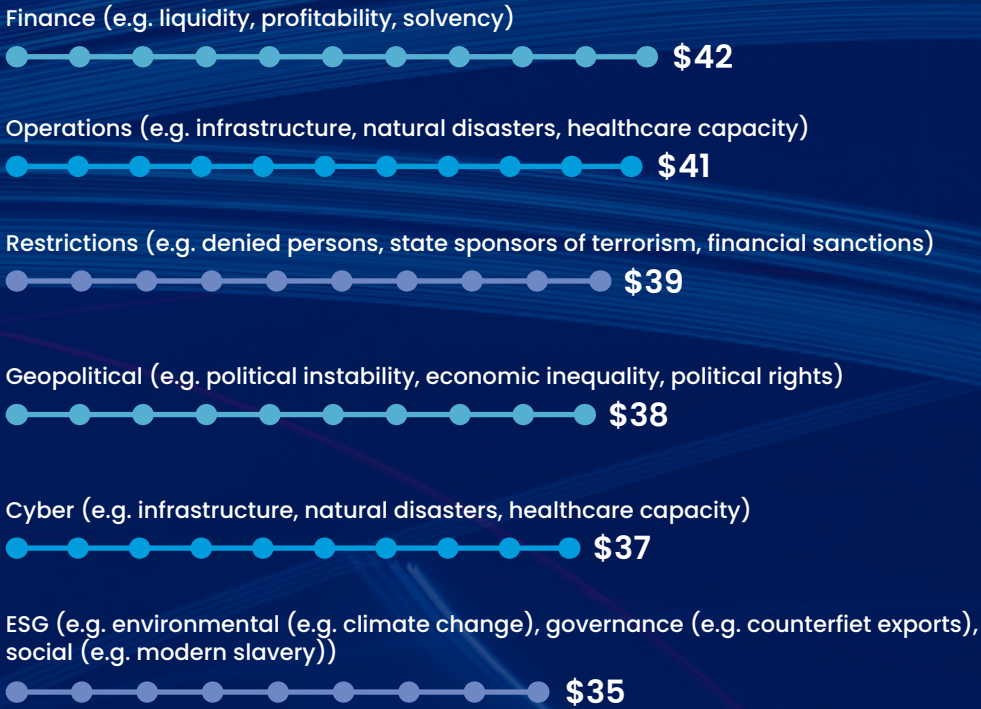 Finance (e.g. liquidity, profitability, solvency)
$42
Operations (e.g. infrastructure, natural disasters, healthcare capacity)
$41
Restrictions (e.g. denied persons, state sponsors of terrorism, financial sanctions)
$39
Geopolitical (e.g. political instability, economic inequality, political rights)
$38
Cyber (e.g. infrastructure, natural disasters, healthcare capacity)
$37
ESG (e.g. environmental (e.g. climate change), governance (e.g. counterfiet exports),
social (e.g. modern slavery))
$35